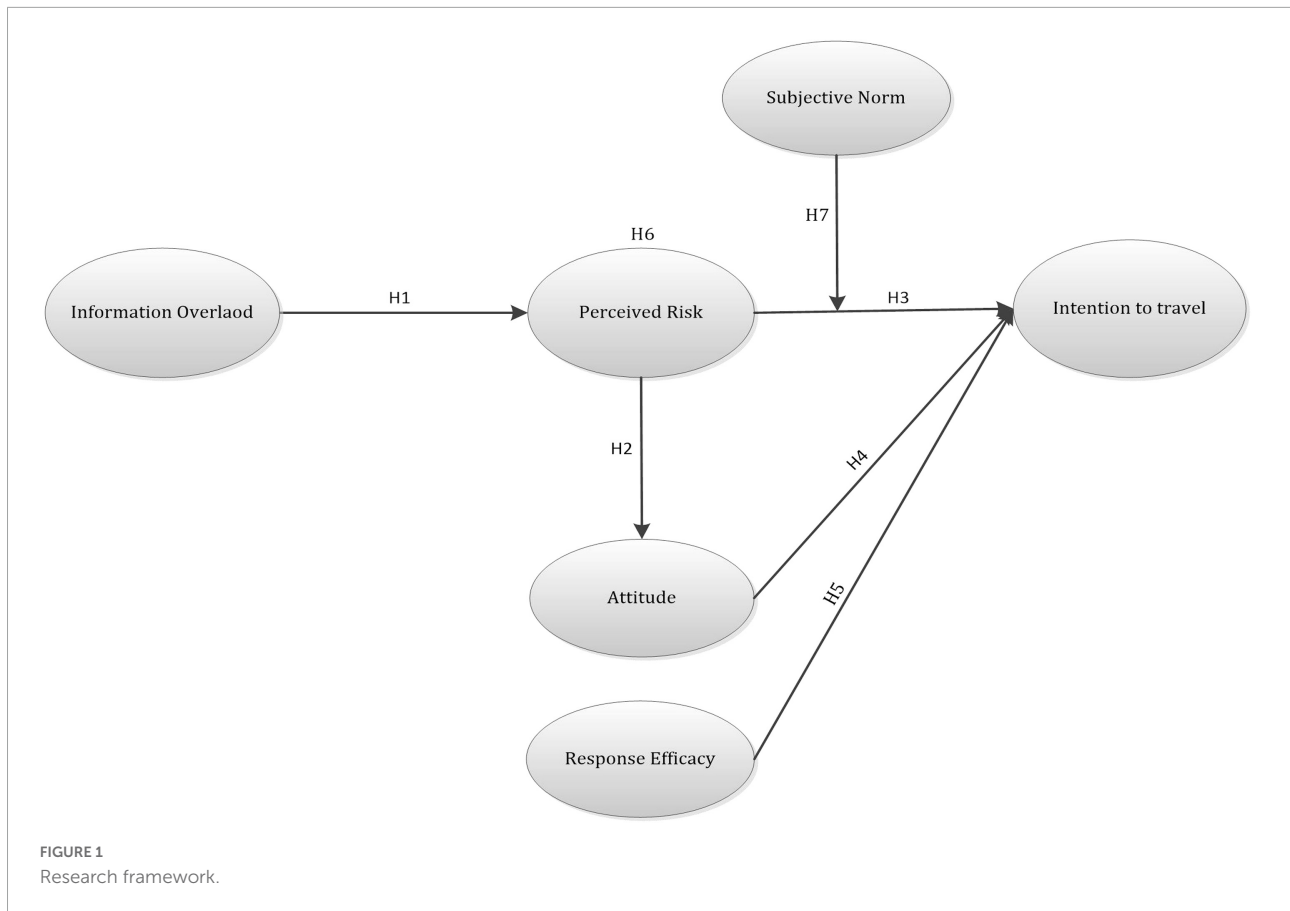 Subjective Norm
H7
H6
Information Overlaod
H1
Perceived Risk
H3
Intention to travel
H2
H4
Attitude
H5
Response Efficacy
FIGURE 1
Research framework.